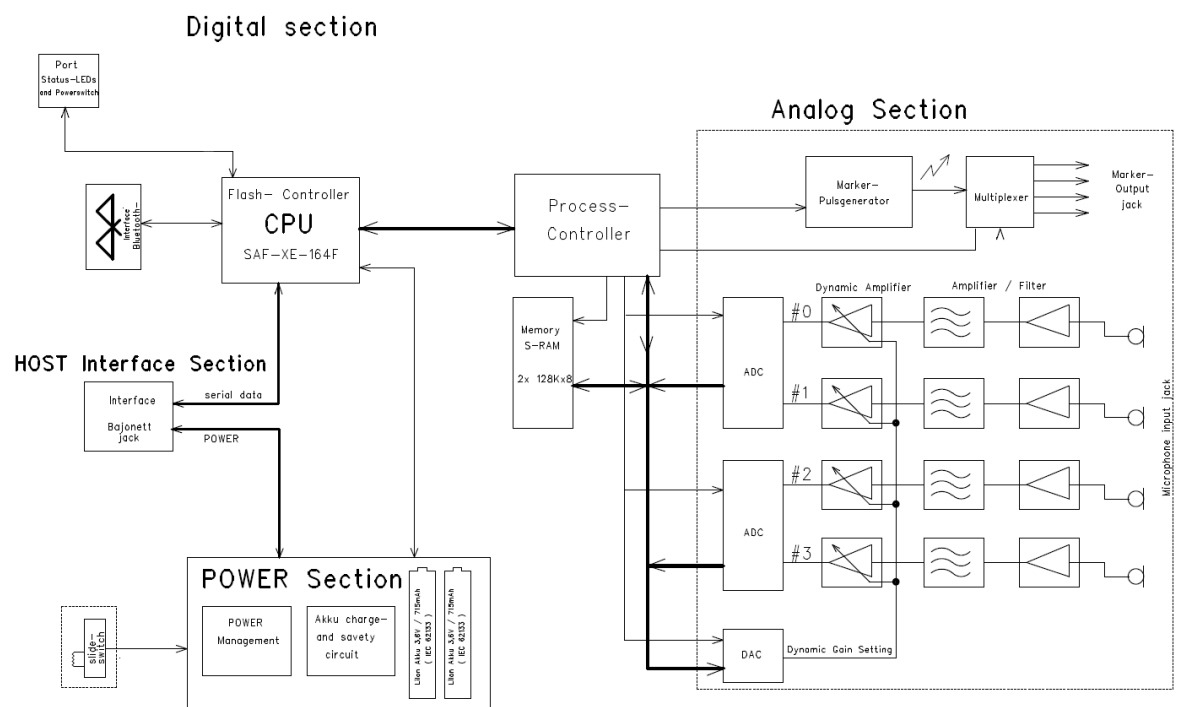 Digital section
Port
Status-LEDs
and Powerswitch
Analog Section
Flash- Controller
CPU
SAF-XE-164F
Interface
Bluetooth-
Process-
Controller
Marker-
Pulsgenerator
Multiplexer
Marker-
Output
jack
Dynamic Amplifier
Amplifier / Filter
Memory
S-RAM
2x 128Kx8
ADC
#0
#1
HOST Interface Section
Interface
Bajonett
jack
serial data
POWER
ADC
#2
#3
Microphone input jack
POWER Section
POWER
Management
Akku charge-
and savety
circuit
LiIon Akku 3,6V / 715mAh
( IEC 62133 )
LiIon Akku 3,6V / 715mAh
( IEC 62133 )
slide-
switch
DAC
Dynamic Gain Setting